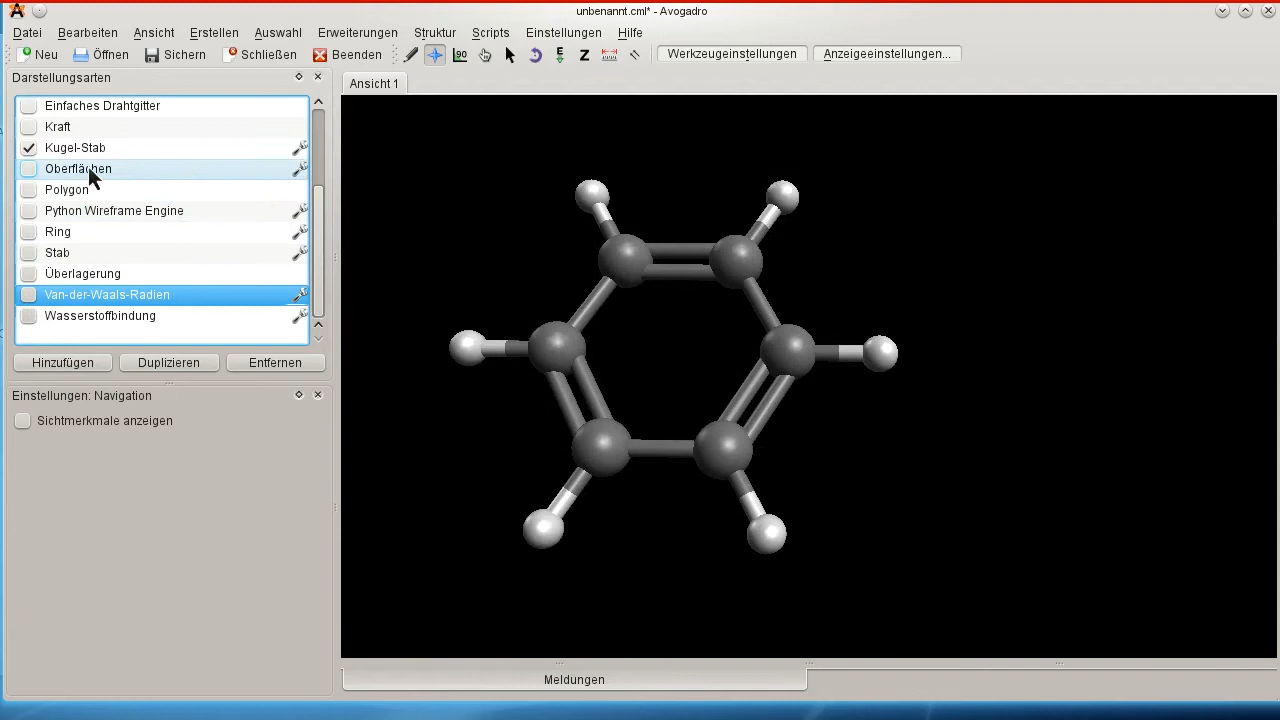 unbenannt.cml* - Avogadro
Datei Bearbeiten Ansicht Erstellen Auswahl Erweiterungen Struktur Scripts Einstellungen Hilfe
Neu Öffnen Sichern Schließen Beenden 90 E Z Werkzeugeinstellungen Anzeigeeinstellungen...
Darstellungsarten
Ansicht 1
Einfaches Drahtgitter
Kraft
Kugel-Stab
Oberflächen
Polygon
Python Wireframe Engine
Ring
Stab
Überlagerung
Van-der-Waals-Radien
Wasserstoffbindung
Hinzufügen Duplizieren Entfernen
Einstellungen: Navigation
Sichtmerkmale anzeigen
Meldungen